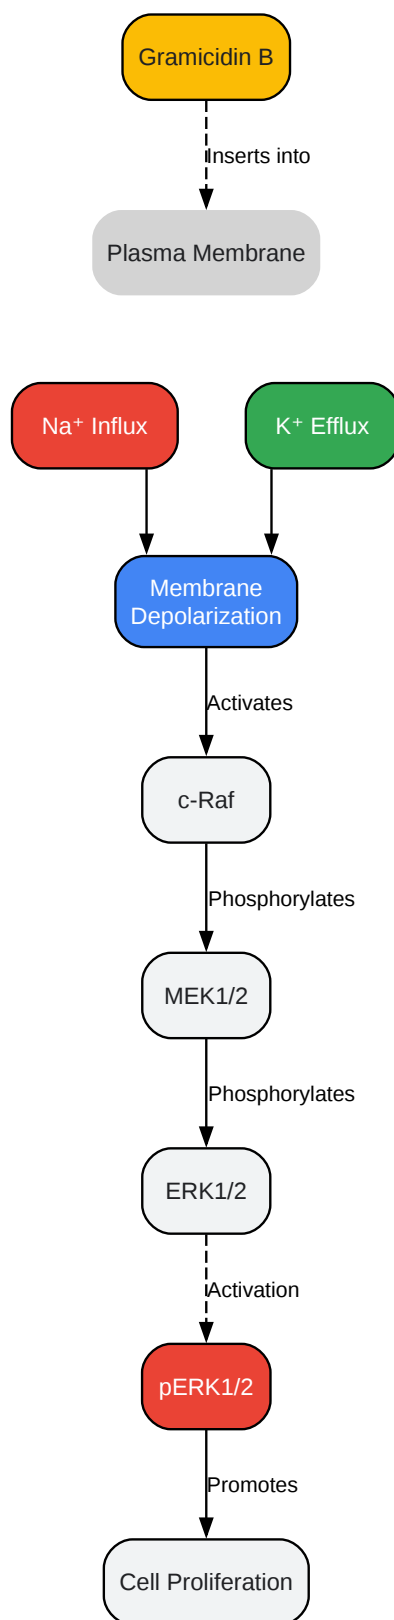 Gramicidin B
Inserts into
Plasma Membrane
Na⁺ Influx
K⁺ Efflux
Membrane
Depolarization
Activates
c-Raf
Phosphorylates
MEK1/2
Phosphorylates
ERK1/2
Activation
pERK1/2
Promotes
Cell Proliferation